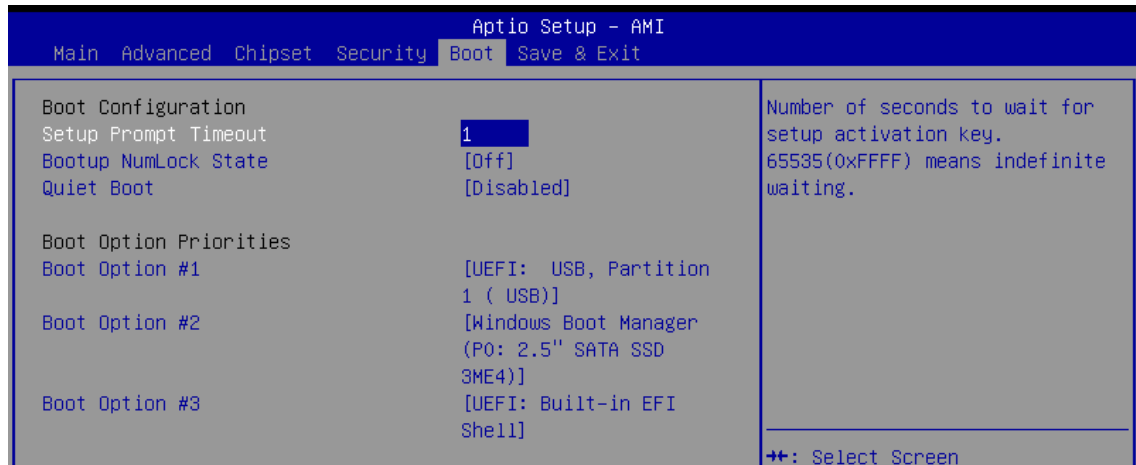 Aptio Setup – AMI
Main Advanced Chipset Security Boot Save & Exit
Boot Configuration
Setup Prompt Timeout 1
Bootup NumLock State [Off]
Quiet Boot [Disabled]
Boot Option Priorities
Boot Option #1 [UEFI: USB, Partition
1 ( USB)]
Boot Option #2 [Windows Boot Manager
(P0: 2.5" SATA SSD
3ME4)]
Boot Option #3 [UEFI: Built-in EFI
Shell]
Number of seconds to wait for
setup activation key.
65535(0xFFFF) means indefinite
waiting.
→←: Select Screen